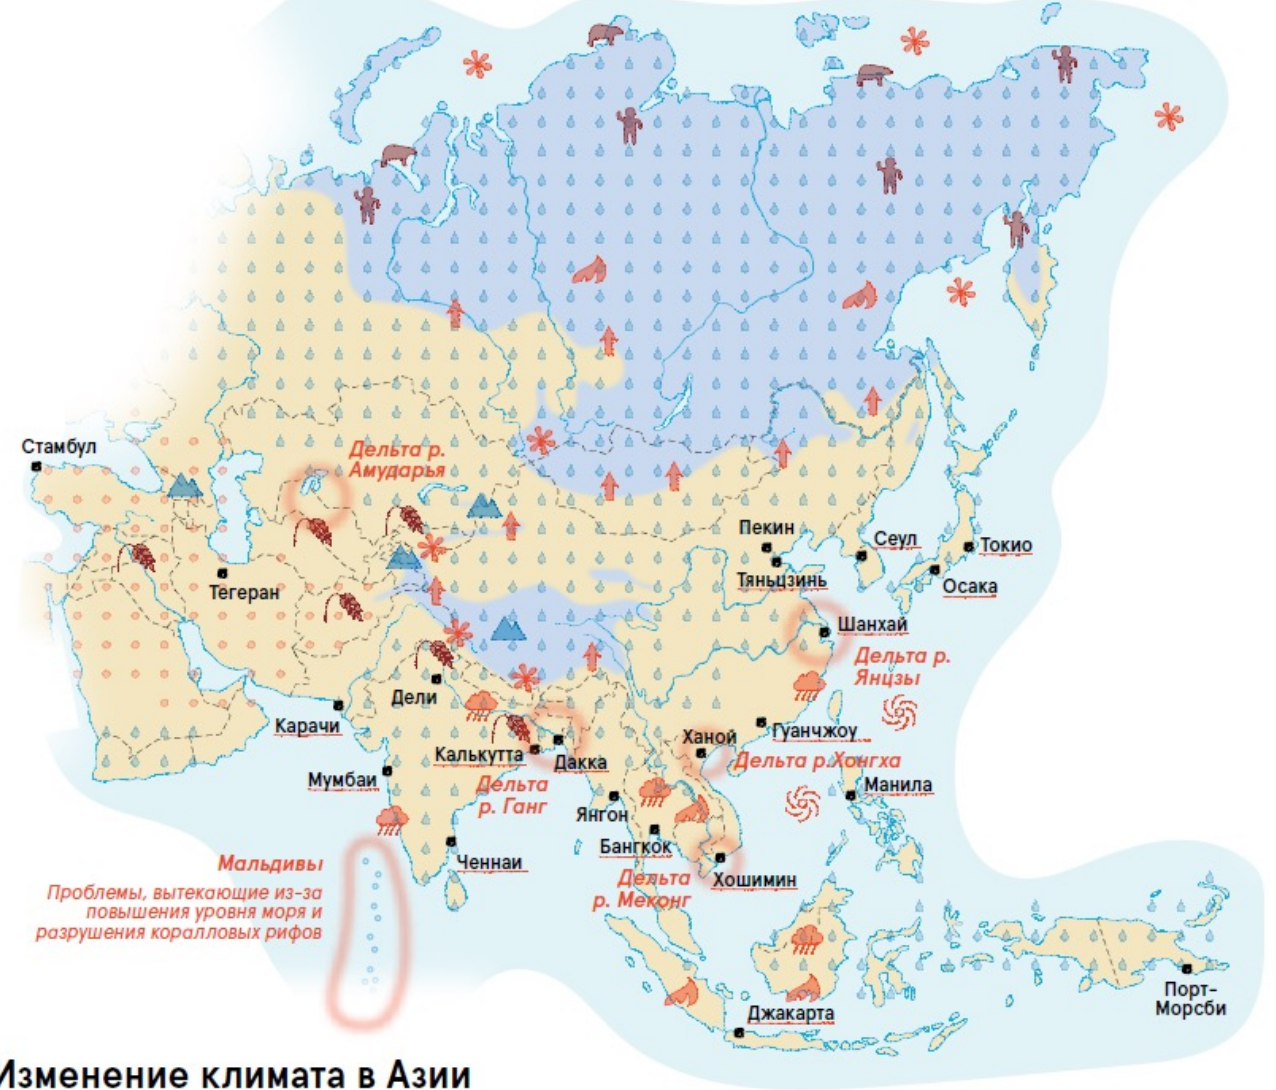 Стамбул
Дельта р.
Амударья
Пекин
Сеул
Токио
Тяньцзинь
Осака
Тегеран
Шанхай
Дельта р.
Янцзы
Дели
Карачи
Гуанчжоу
Ханой
Калькутта
Дакка
Дельта р.Хонгха
Мумбаи
Дельта
р. Ганг
Манила
Янгон
Бангкок
Ченнаи
Мальдивы
Дельта
р. Меконг
Хошимин
Проблемы, вытекающие из-за
повышения уровня моря и
разрушения коралловых рифов
Джакарта
Порт-
Морсби
Изменение климата в Азии